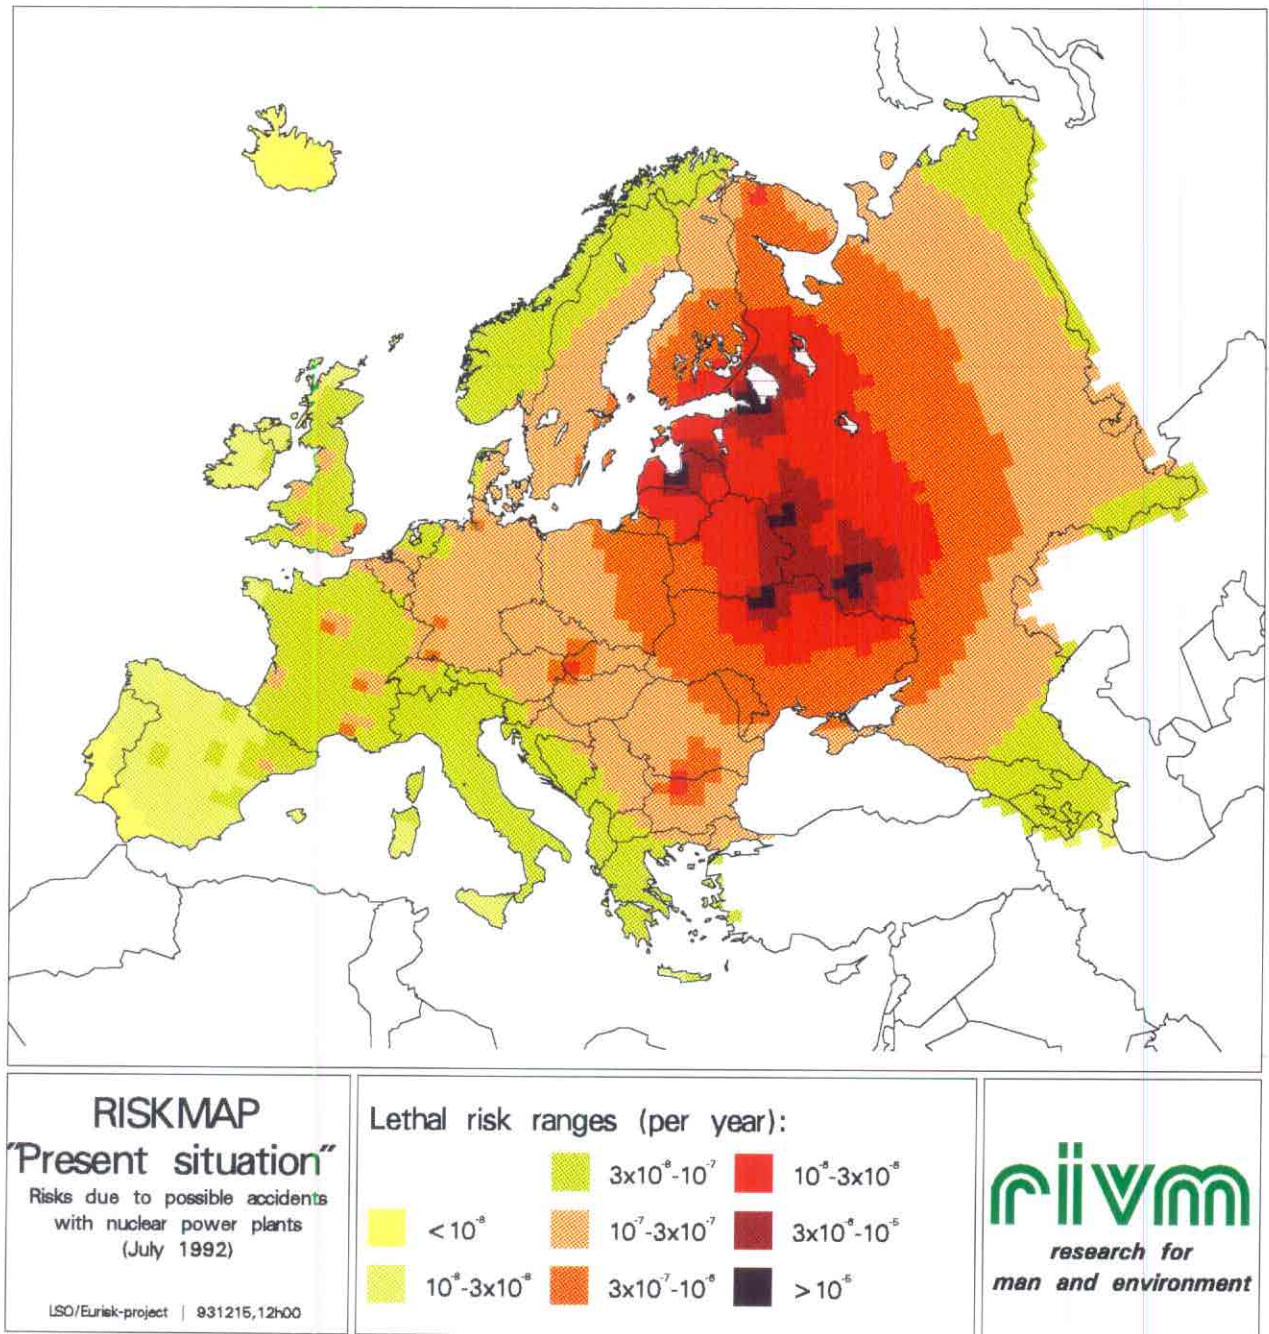 RISKMAP
"Present situation"
Risks due to possible accidents
with nuclear power plants
(July 1992)
LSO/Eurisk-project | 931215,12h00
Lethal risk ranges (per year):
<10⁻⁸
10⁻⁸-3x10⁻⁸
3x10⁻⁸-10⁻⁷
10⁻⁷-3x10⁻⁷
3x10⁻⁷-10⁻⁶
10⁻⁶-3x10⁻⁶
3x10⁻⁶-10⁻⁵
>10⁻⁵
riivm
research for
man and environment